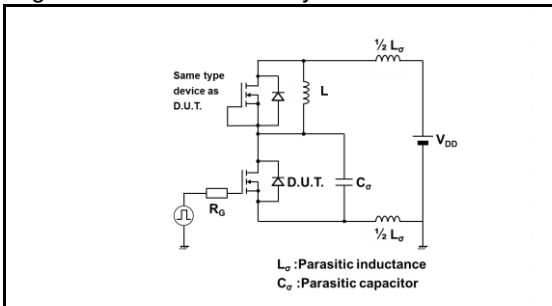 ½ Lσ
Same type
device as
D.U.T.
L
VDD
D.U.T.
Cσ
RG
½ Lσ
Lσ :Parasitic inductance
Cσ :Parasitic capacitor